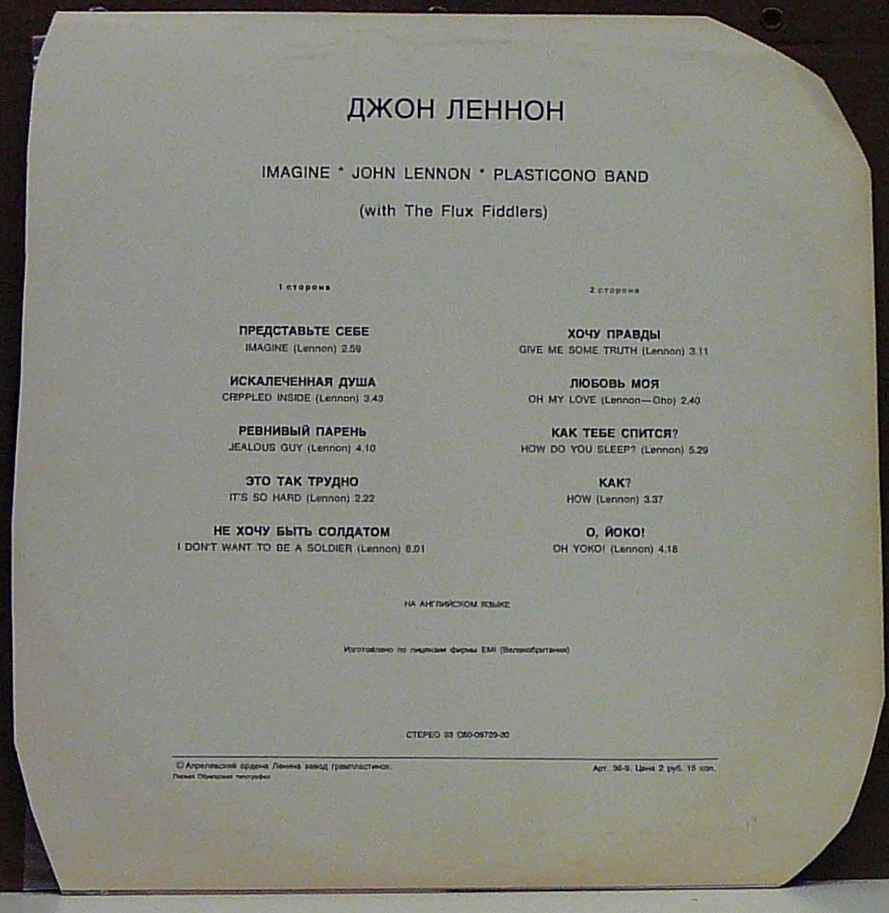 ДЖОН ЛЕННОН
IMAGINE * JOHN LENNON * PLASTICONO BAND
(with The Flux Fiddlers)
1 сторона
ПРЕДСТАВЬТЕ СЕБЕ
IMAGINE (Lennon) 2.59
ИСКАЛЕЧЕННАЯ ДУША
CRIPPLED INSIDE (Lennon) 3.43
РЕВНИВЫЙ ПАРЕНЬ
JEALOUS GUY (Lennon) 4.10
ЭТО ТАК ТРУДНО
IT'S SO HARD (Lennon) 2.22
НЕ ХОЧУ БЫТЬ СОЛДАТОМ
I DON'T WANT TO BE A SOLDIER (Lennon) 6.01
2 сторона
ХОЧУ ПРАВДЫ
GIVE ME SOME TRUTH (Lennon) 3.11
ЛЮБОВЬ МОЯ
OH MY LOVE (Lennon—Oho) 2.40
КАК ТЕБЕ СПИТСЯ?
HOW DO YOU SLEEP? (Lennon) 5.29
КАК?
HOW (Lennon) 3.37
О, ЙОКО!
OH YOKO! (Lennon) 4.18
НА АНГЛИЙСКОМ ЯЗЫКЕ
Изготовлено по лицензии фирмы EMI (Великобритания)
СТЕРЕО 33 С60-09729-30
© Апрелевский ордена Ленина завод грампластинок.
Арт. 36-9. Цена 2 руб. 15 коп.
Первая Образцовая типография